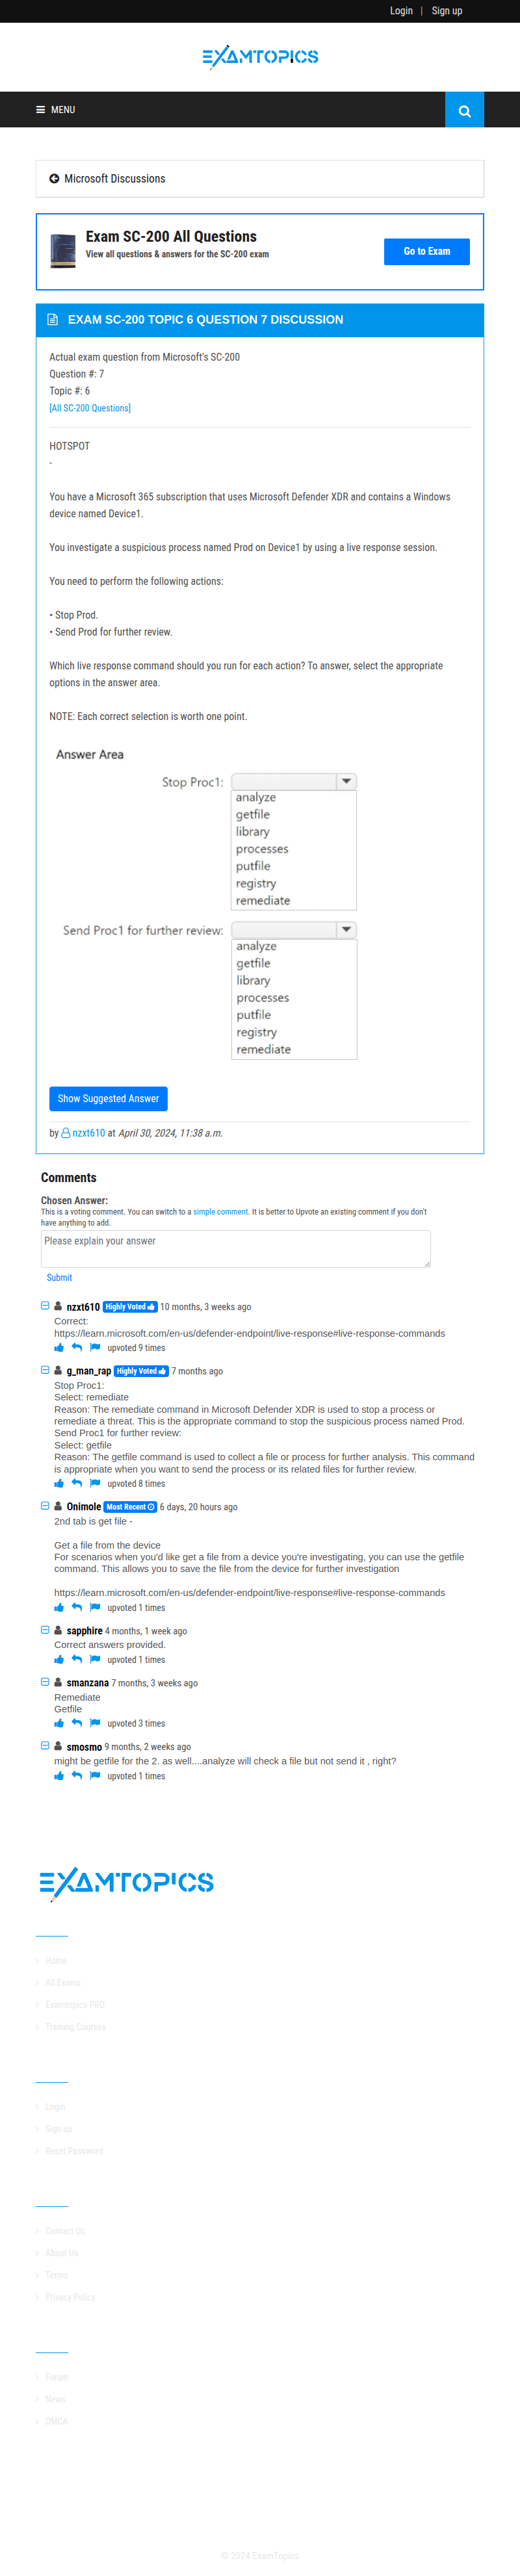 Login | Sign up
EXAMTOPICS
MENU
Microsoft Discussions
Exam SC-200 All Questions
View all questions & answers for the SC-200 exam
Go to Exam
EXAM SC-200 TOPIC 6 QUESTION 7 DISCUSSION
Actual exam question from Microsoft's SC-200
Question #: 7
Topic #: 6
[All SC-200 Questions]
HOTSPOT
-
You have a Microsoft 365 subscription that uses Microsoft Defender XDR and contains a Windows
device named Device1.
You investigate a suspicious process named Prod on Device1 by using a live response session.
You need to perform the following actions:
• Stop Prod.
• Send Prod for further review.
Which live response command should you run for each action? To answer, select the appropriate
options in the answer area.
NOTE: Each correct selection is worth one point.
Answer Area
Stop Proc1:
analyze
getfile
library
processes
putfile
registry
remediate
Send Proc1 for further review:
analyze
getfile
library
processes
putfile
registry
remediate
Show Suggested Answer
by nzxt610 at April 30, 2024, 11:38 a.m.
Comments
Chosen Answer:
This is a voting comment. You can switch to a simple comment. It is better to Upvote an existing comment if you don't
have anything to add.
Please explain your answer
Submit
nzxt610 Highly Voted 10 months, 3 weeks ago
Correct:
https://learn.microsoft.com/en-us/defender-endpoint/live-response#live-response-commands
upvoted 9 times
g_man_rap Highly Voted 7 months ago
Stop Proc1:
Select: remediate
Reason: The remediate command in Microsoft Defender XDR is used to stop a process or
remediate a threat. This is the appropriate command to stop the suspicious process named Prod.
Send Proc1 for further review:
Select: getfile
Reason: The getfile command is used to collect a file or process for further analysis. This command
is appropriate when you want to send the process or its related files for further review.
upvoted 8 times
Onimole Most Recent 6 days, 20 hours ago
2nd tab is get file -
Get a file from the device
For scenarios when you'd like get a file from a device you're investigating, you can use the getfile
command. This allows you to save the file from the device for further investigation
https://learn.microsoft.com/en-us/defender-endpoint/live-response#live-response-commands
upvoted 1 times
sapphire 4 months, 1 week ago
Correct answers provided.
upvoted 1 times
smanzana 7 months, 3 weeks ago
Remediate
Getfile
upvoted 3 times
smosmo 9 months, 2 weeks ago
might be getfile for the 2. as well....analyze will check a file but not send it , right?
upvoted 1 times
EXAMTOPICS
Home
All Exams
Examtopics PRO
Training Courses
Login
Sign up
Reset Password
Contact Us
About Us
Terms
Privacy Policy
Forum
News
DMCA
© 2024 ExamTopics